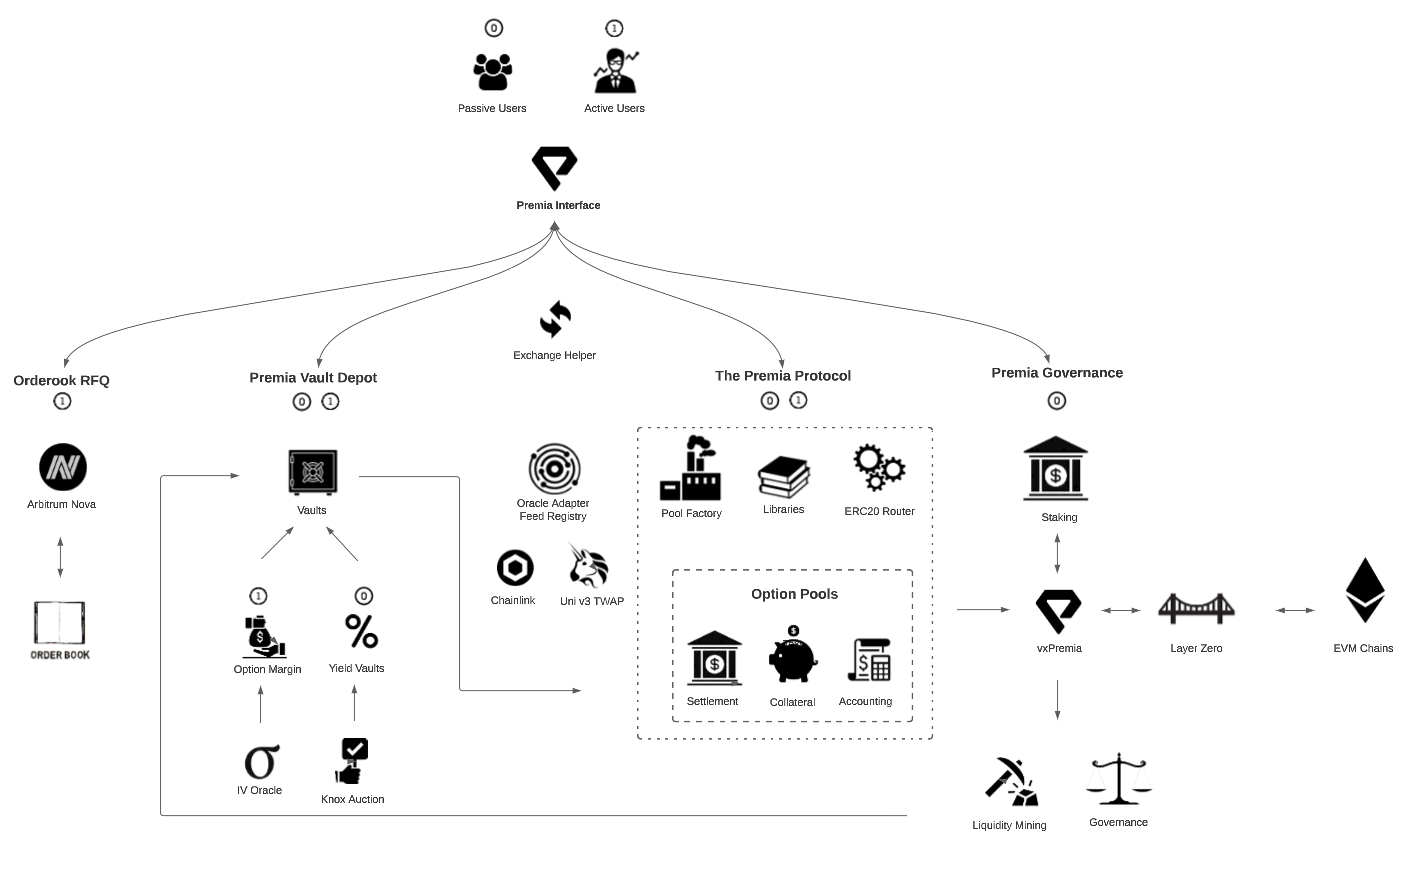 0
1
Passive Users
Active Users
Premia Interface
Exchange Helper
Orderook RFQ
1
Premia Vault Depot
0
1
The Premia Protocol
0
1
Premia Governance
0
Arbitrum Nova
ORDER BOOK
Vaults
1
0
Option Margin
Yield Vaults
IV Oracle
Knox Auction
Oracle Adapter
Feed Registry
Chainlink
Uni v3 TWAP
Pool Factory
Libraries
ERC20 Router
Option Pools
Settlement
Collateral
Accounting
Staking
vxPremia
Layer Zero
EVM Chains
Liquidity Mining
Governance